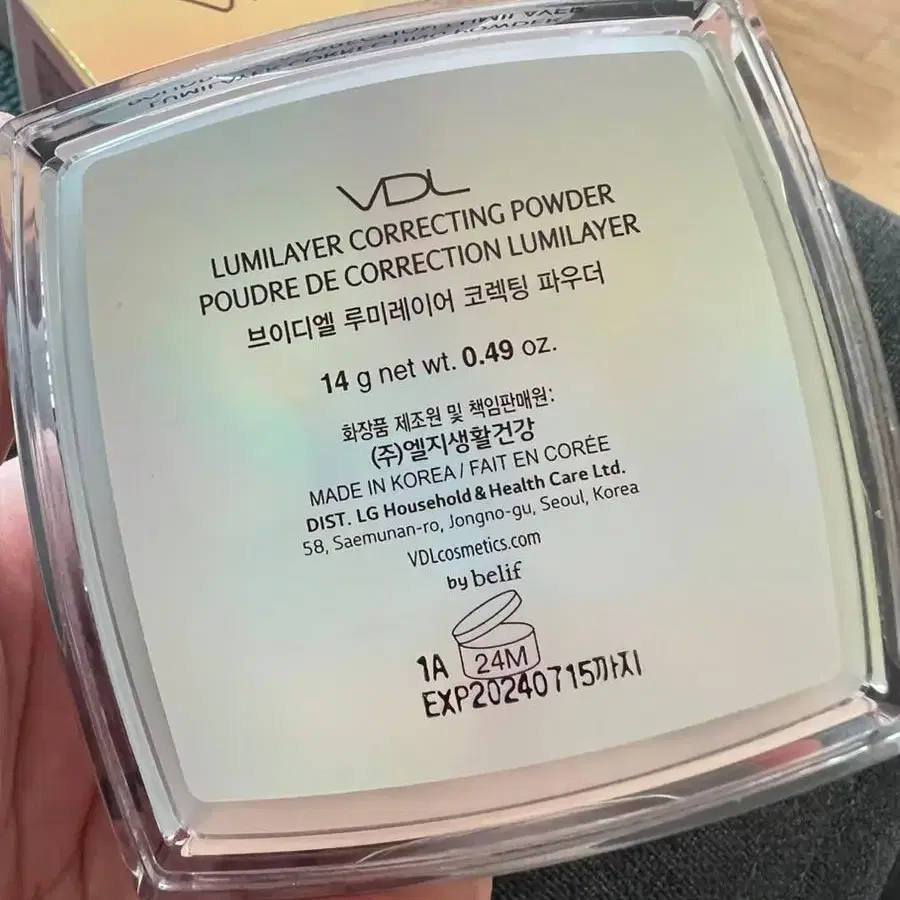 VDL
LUMILAYER CORRECTING POWDER
POUDRE DE CORRECTION LUMILAYER
브이디엘 루미레이어 코렉팅 파우더
14 g net wt. 0.49 oz.
화장품 제조원 및 책임판매원:
(주)엘지생활건강
MADE IN KOREA / FAIT EN CORÉE
DIST. LG Household & Health Care Ltd.
58, Saemunan-ro, Jongno-gu, Seoul, Korea
VDLcosmetics.com
by belif
1A 24M
EXP20240715까지